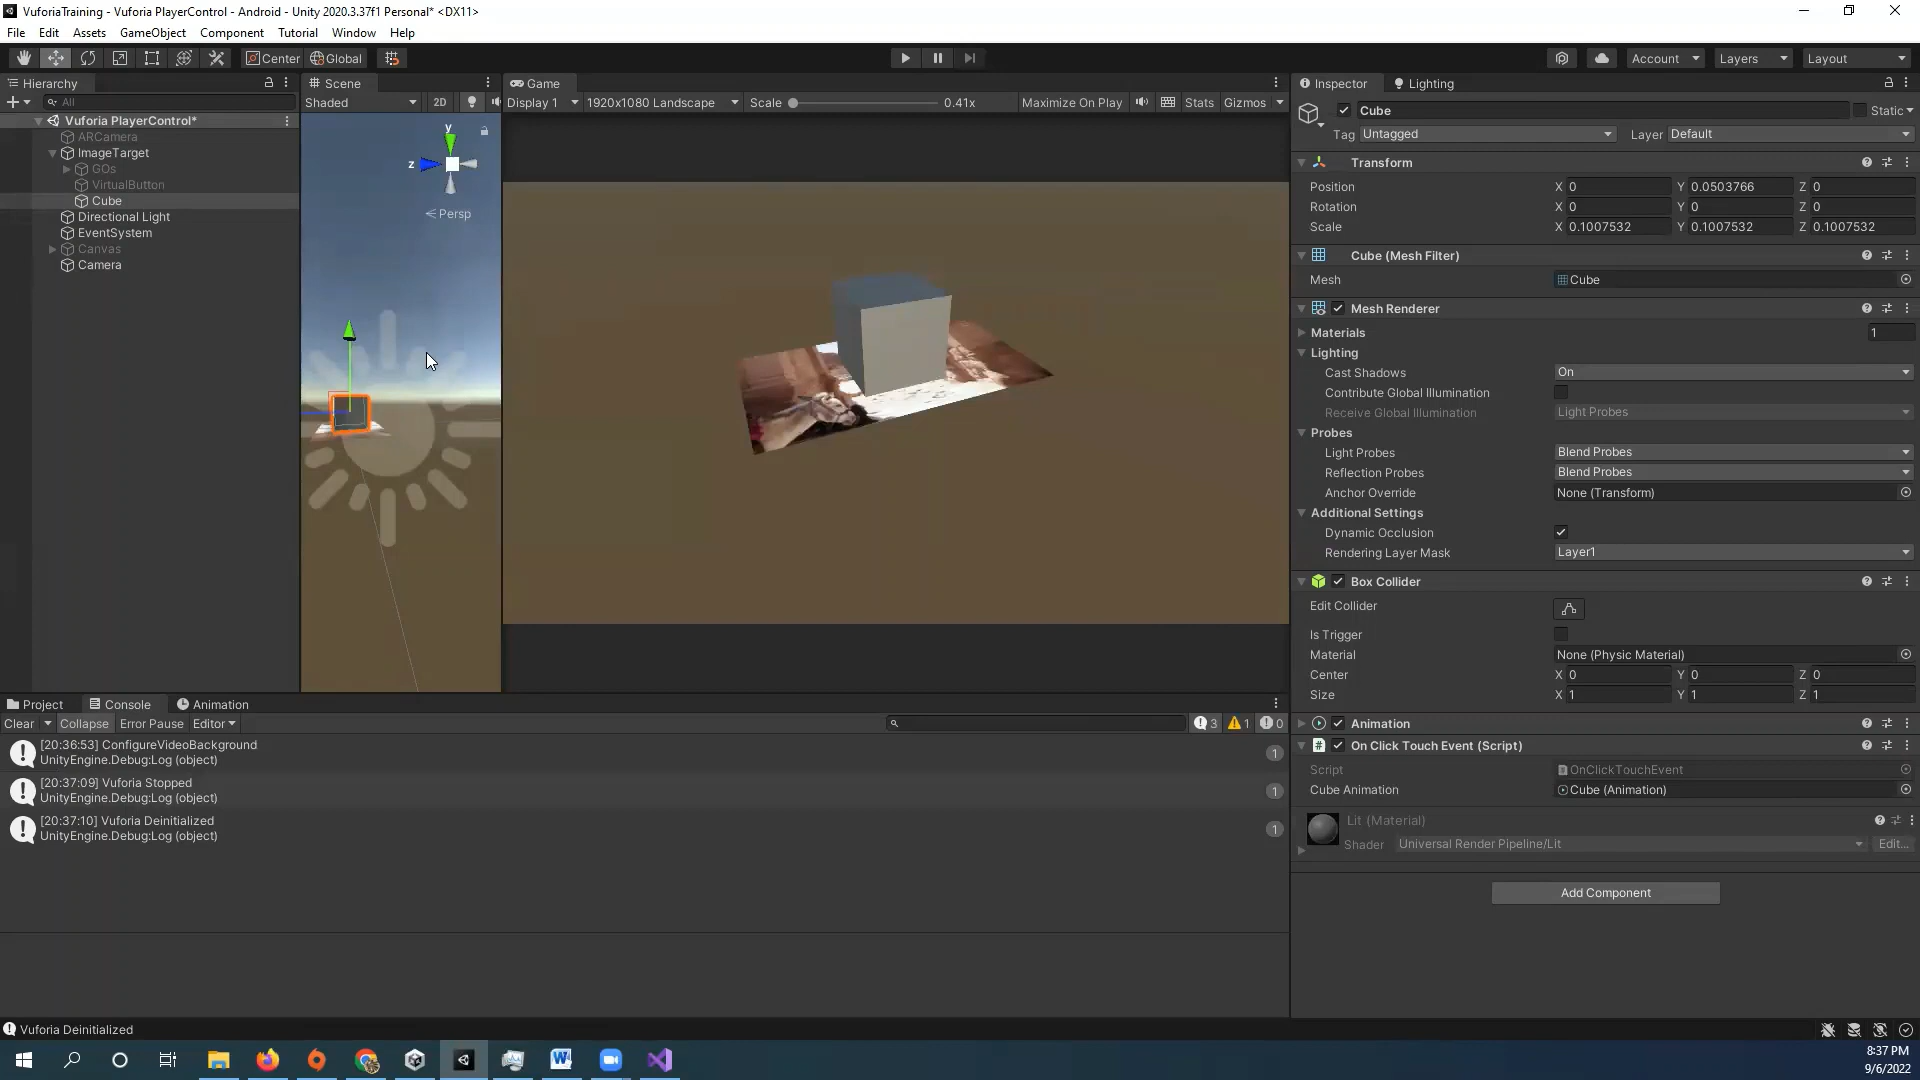 VuforiaTraining - Vuforia PlayerControl - Android - Unity 2020.3.37f1 Personal* <DX11>
File Edit Assets GameObject Component Tutorial Window Help
Center Global Account Layers Layout
Hierarchy Scene Game Inspector Lighting
All Shaded 2D Display 1 1920x1080 Landscape Scale 0.41x Maximize On Play Stats Gizmos
Cube Static
Vuforia PlayerControl*
ARCamera
ImageTarget
GOs
VirtualButton
Cube
Directional Light
EventSystem
Canvas
Camera
y
z
Persp
Tag Untagged Layer Default
Transform
Position X 0 Y 0.0503766 Z 0
Rotation X 0 Y 0 Z 0
Scale X 0.1007532 Y 0.1007532 Z 0.1007532
Cube (Mesh Filter)
Mesh Cube
Mesh Renderer
Materials 1
Lighting
Cast Shadows On
Contribute Global Illumination
Receive Global Illumination Light Probes
Probes
Light Probes Blend Probes
Reflection Probes Blend Probes
Anchor Override None (Transform)
Additional Settings
Dynamic Occlusion
Rendering Layer Mask Layer1
Box Collider
Edit Collider
Is Trigger
Material None (Physic Material)
Center X 0 Y 0 Z 0
Size X 1 Y 1 Z 1
Animation
On Click Touch Event (Script)
Script OnClickTouchEvent
Cube Animation Cube (Animation)
Lit (Material)
Shader Universal Render Pipeline/Lit Edit...
Add Component
Project Console Animation
Clear Collapse Error Pause Editor 3 1 0
[20:36:53] ConfigureVideoBackground
UnityEngine.Debug:Log (object) 1
[20:37:09] Vuforia Stopped
UnityEngine.Debug:Log (object) 1
[20:37:10] Vuforia Deinitialized
UnityEngine.Debug:Log (object) 1
Vuforia Deinitialized
8:37 PM
9/6/2022